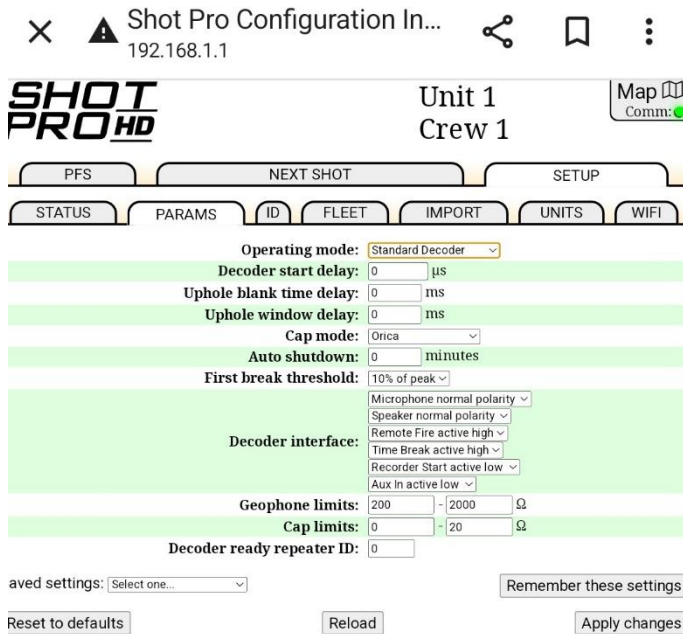 Shot Pro Configuration In...
192.168.1.1
SHOT
PRO HD
Unit 1
Crew 1
Map
Comm:
PFS NEXT SHOT SETUP
STATUS PARAMS ID FLEET IMPORT UNITS WIFI
Operating mode: Standard Decoder
Decoder start delay: 0 µs
Uphole blank time delay: 0 ms
Uphole window delay: 0 ms
Cap mode: Orica
Auto shutdown: 0 minutes
First break threshold: 10% of peak
Decoder interface:
Microphone normal polarity
Speaker normal polarity
Remote Fire active high
Time Break active high
Recorder Start active low
Aux In active low
Geophone limits: 200 - 2000 Ω
Cap limits: 0 - 20 Ω
Decoder ready repeater ID: 0
aved settings: Select one... Remember these settings
Reset to defaults Reload Apply changes